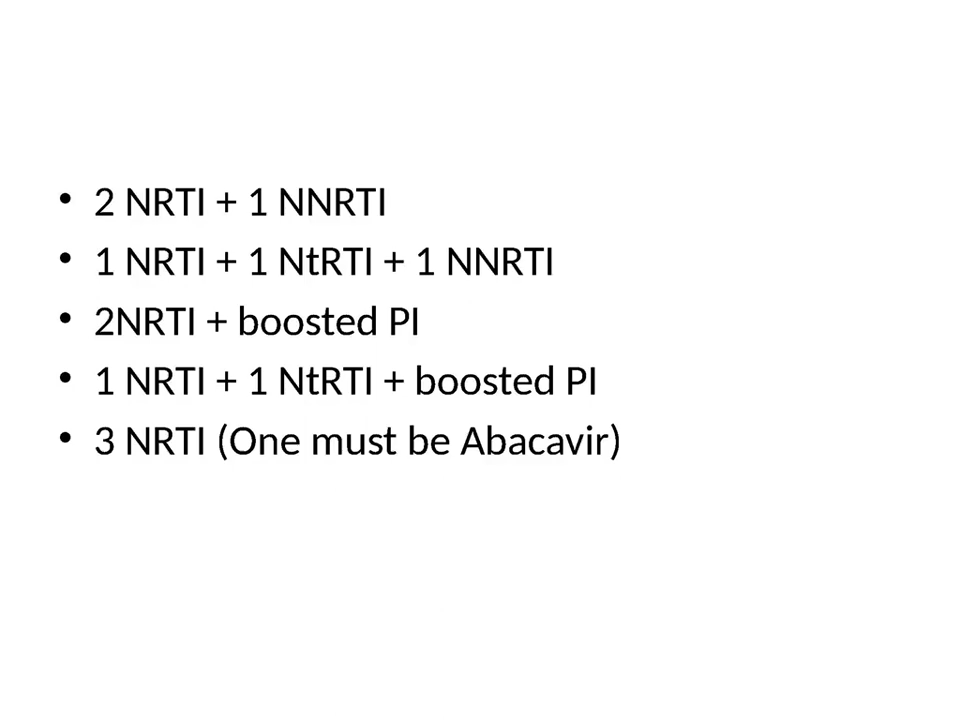 • 2 NRTI + 1 NNRTI
• 1 NRTI + 1 NtRTI + 1 NNRTI
• 2NRTI + boosted PI
• 1 NRTI + 1 NtRTI + boosted PI
• 3 NRTI (One must be Abacavir)